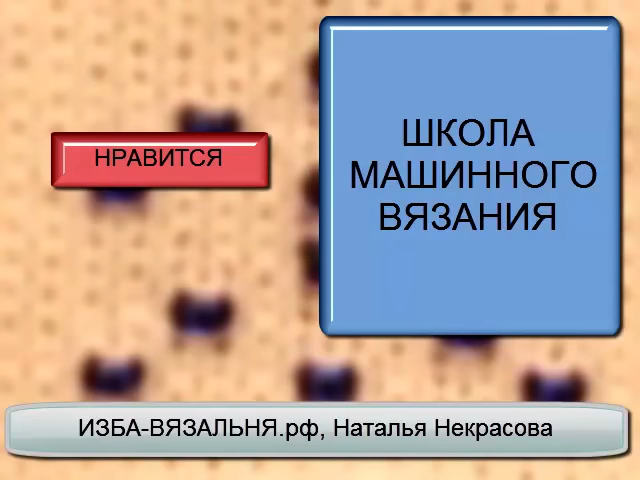 НРАВИТСЯ
ШКОЛА
МАШИННОГО
ВЯЗАНИЯ
ИЗБА-ВЯЗАЛЬНЯ.рф, Наталья Некрасова